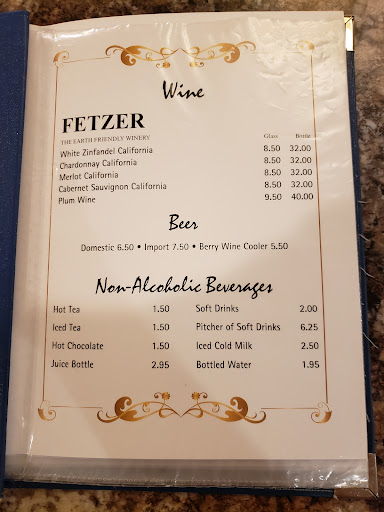 Wine
FETZER
THE EARTH FRIENDLY WINERY Glass Bottle
White Zinfandel California 8.50 32.00
Chardonnay California 8.50 32.00
Merlot California 8.50 32.00
Cabernet Sauvignon California 8.50 32.00
Plum Wine 9.50 40.00
Beer
Domestic 6.50 • Import 7.50 • Berry Wine Cooler 5.50
Non-Alcoholic Beverages
Hot Tea 1.50 Soft Drinks 2.00
Iced Tea 1.50 Pitcher of Soft Drinks 6.25
Hot Chocolate 1.50 Iced Cold Milk 2.50
Juice Bottle 2.95 Bottled Water 1.95